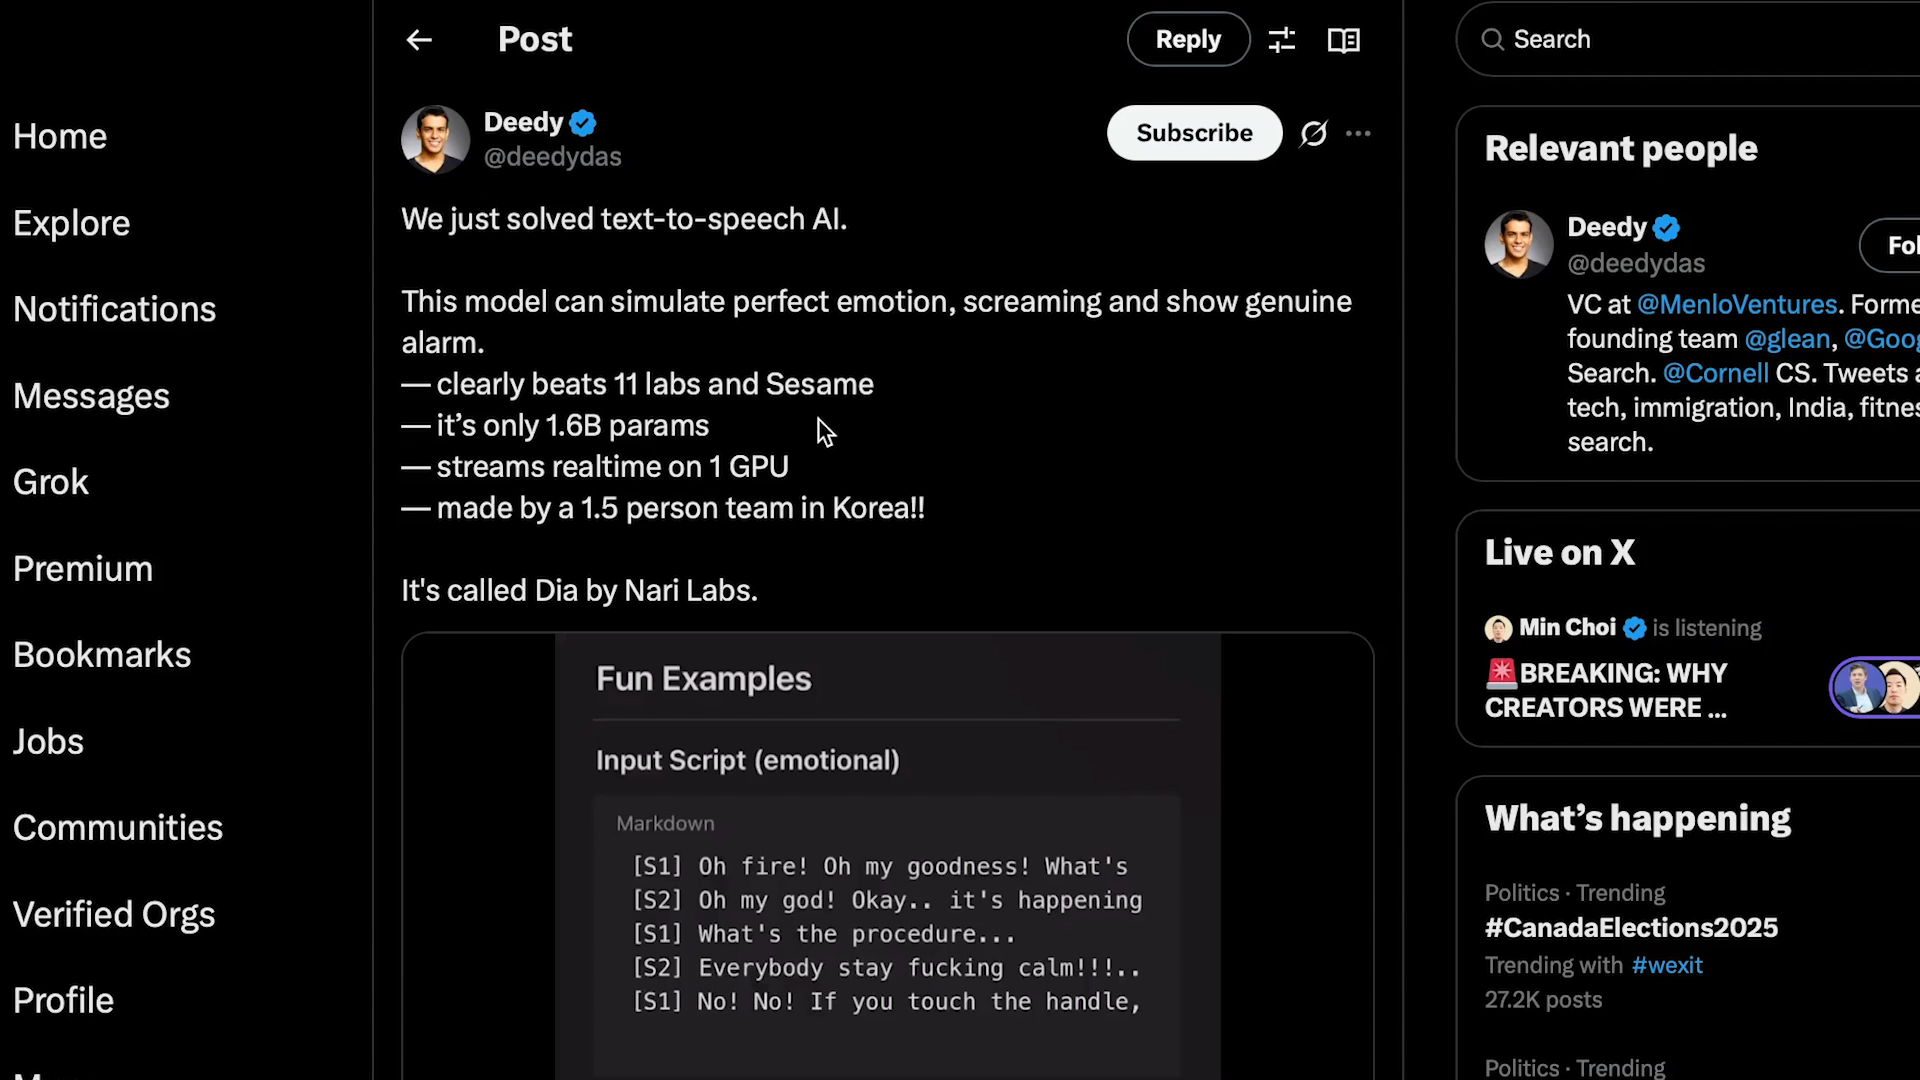 Home
Explore
Notifications
Messages
Grok
Premium
Bookmarks
Jobs
Communities
Verified Orgs
Profile
Post
Reply
Deedy
@deedydas
Subscribe
We just solved text-to-speech AI.
This model can simulate perfect emotion, screaming and show genuine
alarm.
— clearly beats 11 labs and Sesame
— it’s only 1.6B params
— streams realtime on 1 GPU
— made by a 1.5 person team in Korea!!
It's called Dia by Nari Labs.
Fun Examples
Input Script (emotional)
Markdown
[S1] Oh fire! Oh my goodness! What's
[S2] Oh my god! Okay.. it's happening
[S1] What's the procedure...
[S2] Everybody stay fucking calm!!!..
[S1] No! No! If you touch the handle,
Search
Relevant people
Deedy
@deedydas
Fol
VC at @MenloVentures. Forme
founding team @glean, @Goog
Search. @Cornell CS. Tweets a
tech, immigration, India, fitnes
search.
Live on X
Min Choi is listening
🚨BREAKING: WHY
CREATORS WERE ...
What’s happening
Politics · Trending
#CanadaElections2025
Trending with #wexit
27.2K posts
Politics · Trending